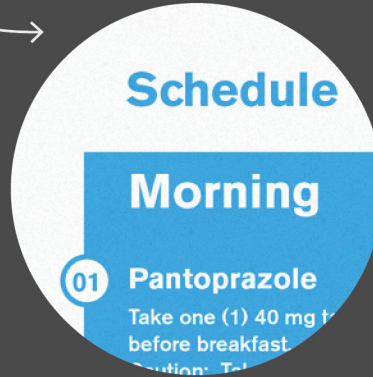 Schedule
Morning
01 Pantoprazole
Take one (1) 40 mg
before breakfast.